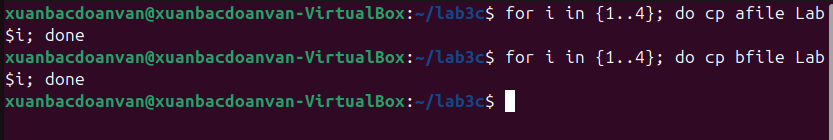 xuanbacdoanvan@xuanbacdoanvan-VirtualBox:~/lab3c$ for i in {1..4}; do cp afile Lab
$i; done
xuanbacdoanvan@xuanbacdoanvan-VirtualBox:~/lab3c$ for i in {1..4}; do cp bfile Lab
$i; done
xuanbacdoanvan@xuanbacdoanvan-VirtualBox:~/lab3c$